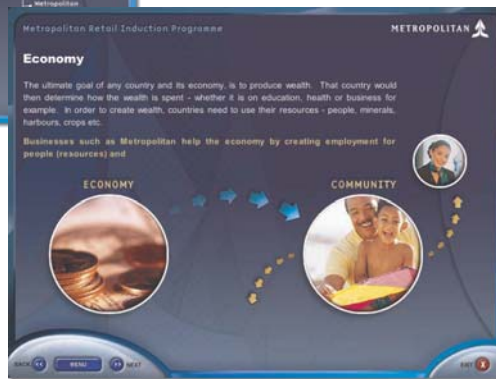 Metropolitan
Metropolitan Retail Induction Programme
METROPOLITAN
Economy
The ultimate goal of any country and its economy, is to produce wealth. That country would
then determine how the wealth is spent - whether it is on education, health or business for
example. In order to create wealth, countries need to use their resources - people, minerals,
harbours, crops etc.
Businesses such as Metropolitan help the economy by creating employment for
people (resources) and
ECONOMY
COMMUNITY
BACK
MENU
NEXT
EXIT X